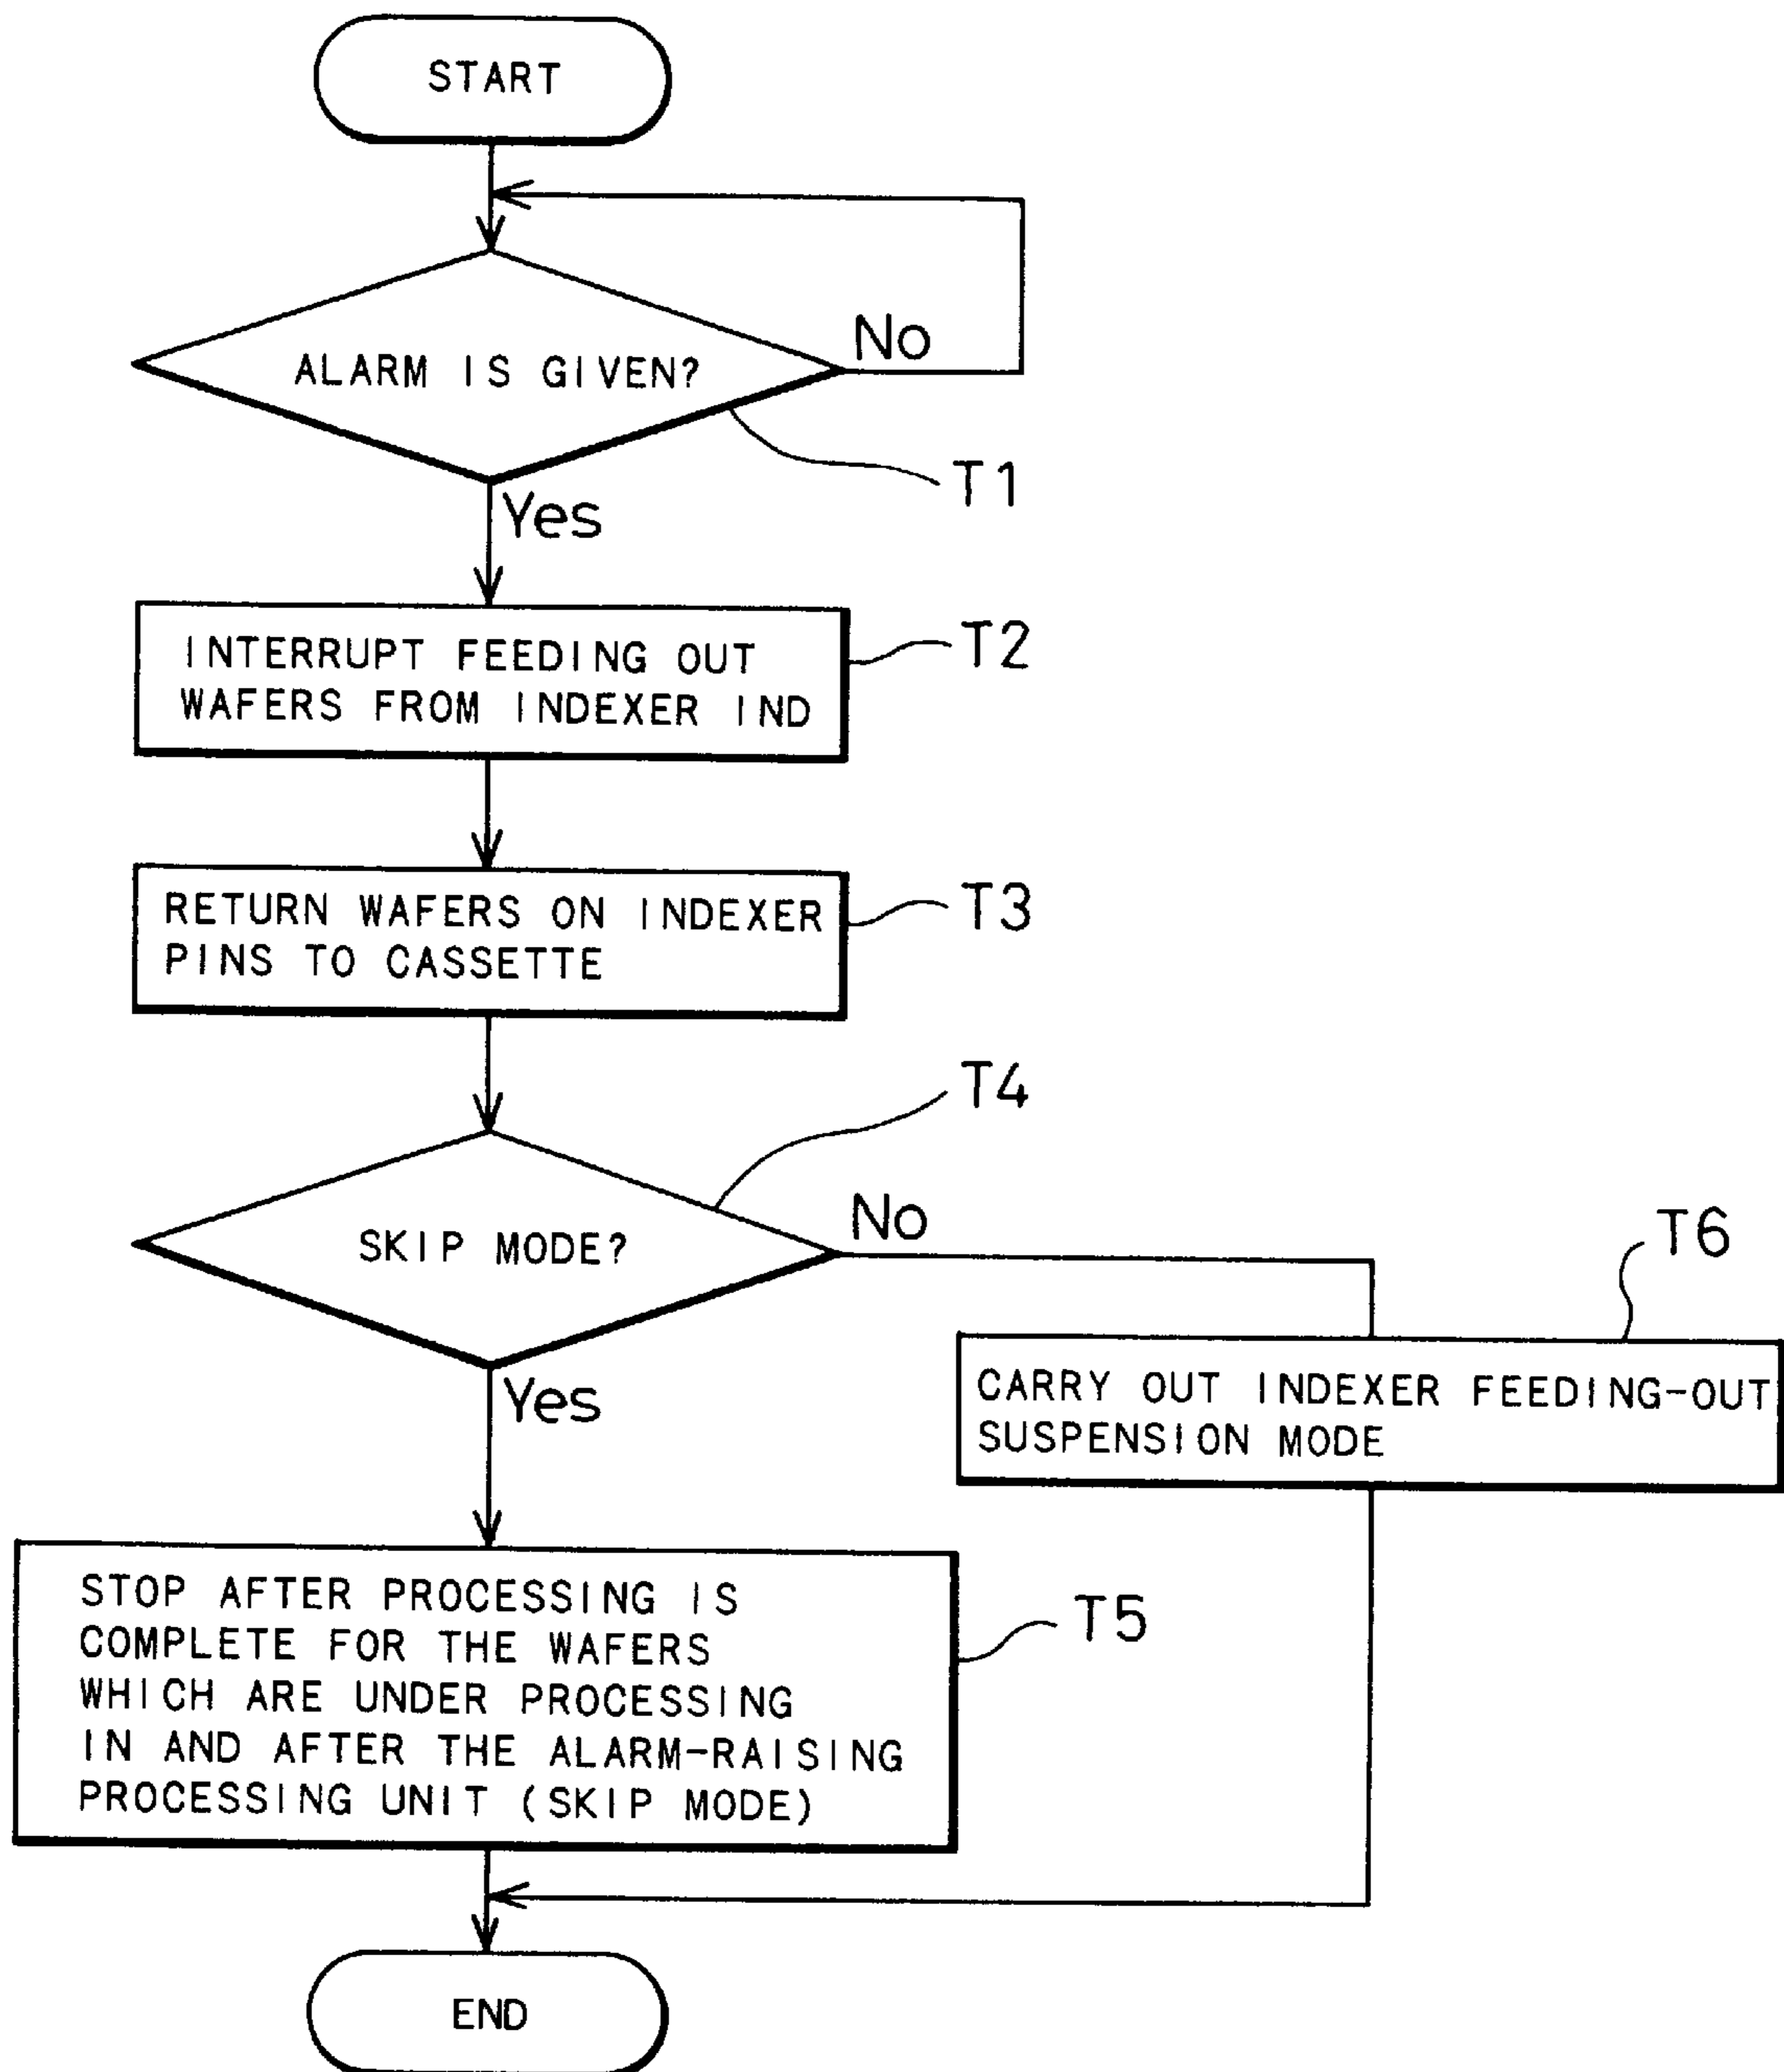 START
ALARM IS GIVEN?
No
T1
Yes
T2
INTERRUPT FEEDING OUT
WAFERS FROM INDEXER IND
T3
RETURN WAFERS ON INDEXER
PINS TO CASSETTE
T4
SKIP MODE?
No
T6
Yes
CARRY OUT INDEXER FEEDING-OUT
SUSPENSION MODE
T5
STOP AFTER PROCESSING IS
COMPLETE FOR THE WAFERS
WHICH ARE UNDER PROCESSING
IN AND AFTER THE ALARM-RAISING
PROCESSING UNIT (SKIP MODE)
END